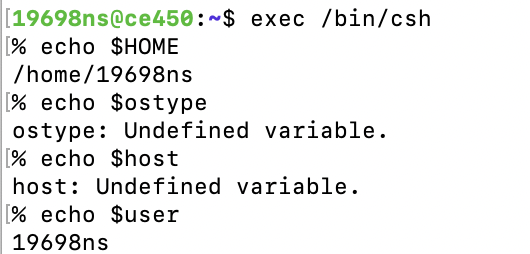 [19698ns@ce450:~$ exec /bin/csh
[% echo $HOME
/home/19698ns
[% echo $ostype
ostype: Undefined variable.
[% echo $host
host: Undefined variable.
[% echo $user
19698ns